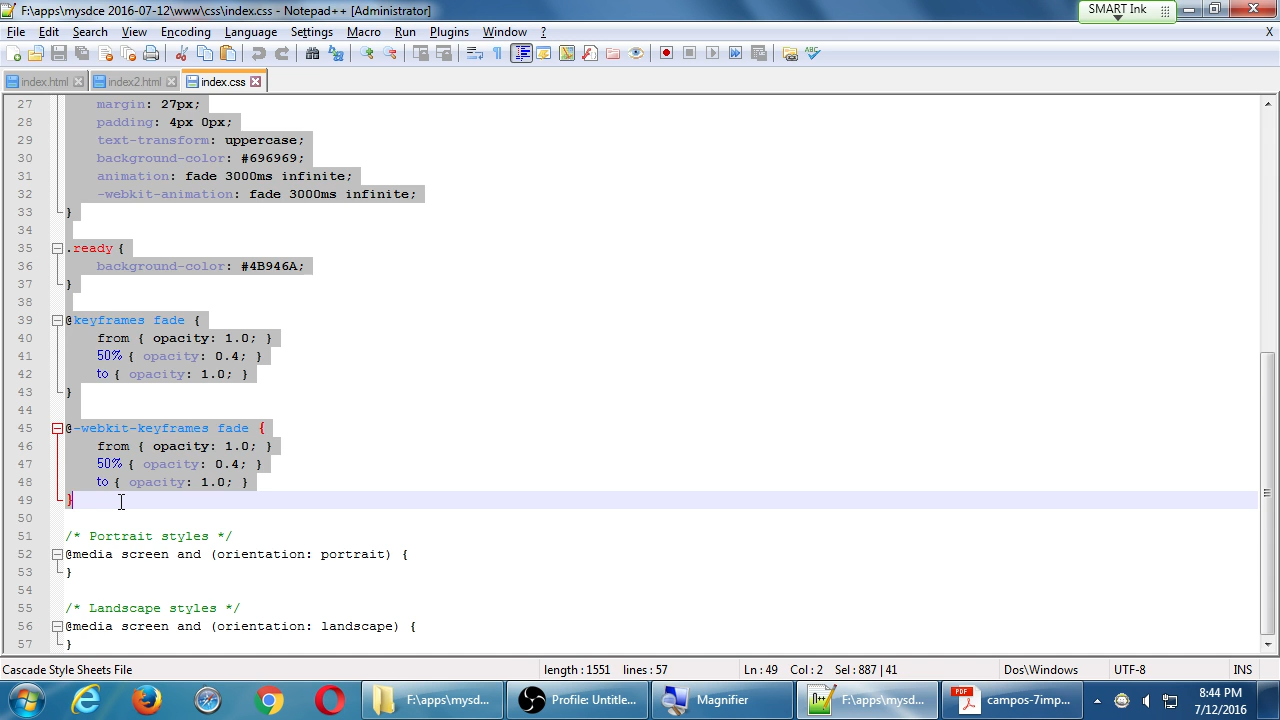 F:\apps\mysdce 2016-07-12\www\css\index.css - Notepad++ [Administrator]
SMART Ink
File Edit Search View Encoding Language Settings Macro Run Plugins Window ? X
index.html index2.html index.css
27 margin: 27px;
28 padding: 4px 0px;
29 text-transform: uppercase;
30 background-color: #696969;
31 animation: fade 3000ms infinite;
32 -webkit-animation: fade 3000ms infinite;
33 }
34
35 .ready {
36 background-color: #4B946A;
37 }
38
39 @keyframes fade {
40 from { opacity: 1.0; }
41 50% { opacity: 0.4; }
42 to { opacity: 1.0; }
43 }
44
45 @-webkit-keyframes fade {
46 from { opacity: 1.0; }
47 50% { opacity: 0.4; }
48 to { opacity: 1.0; }
49 }
50
51 /* Portrait styles */
52 @media screen and (orientation: portrait) {
53 }
54
55 /* Landscape styles */
56 @media screen and (orientation: landscape) {
57 }
Cascade Style Sheets File length : 1551 lines : 57 Ln : 49 Col : 2 Sel : 887 | 41 Dos\Windows UTF-8 INS
F:\apps\mysd... Profile: Untitle... Magnifier F:\apps\mysd... PDF campos-7imp... 8:44 PM
7/12/2016